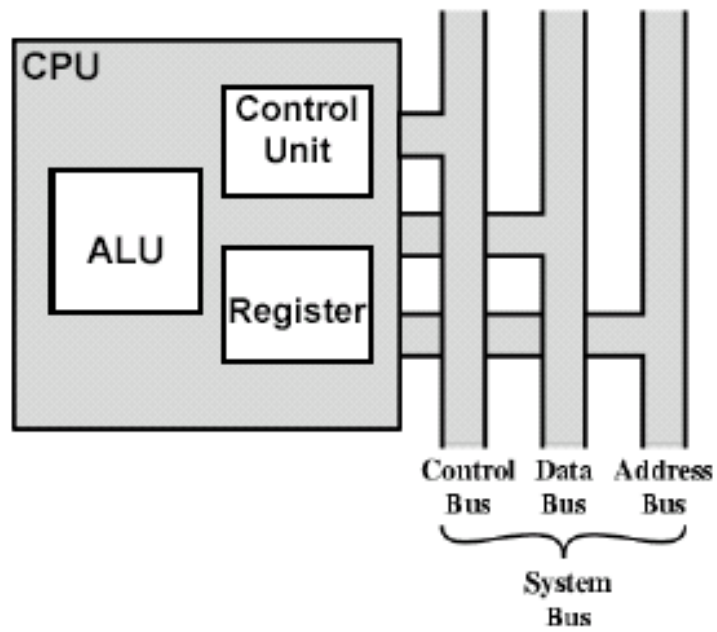 CPU
Control
Unit
ALU
Register
Control Data Address
Bus Bus Bus
System
Bus